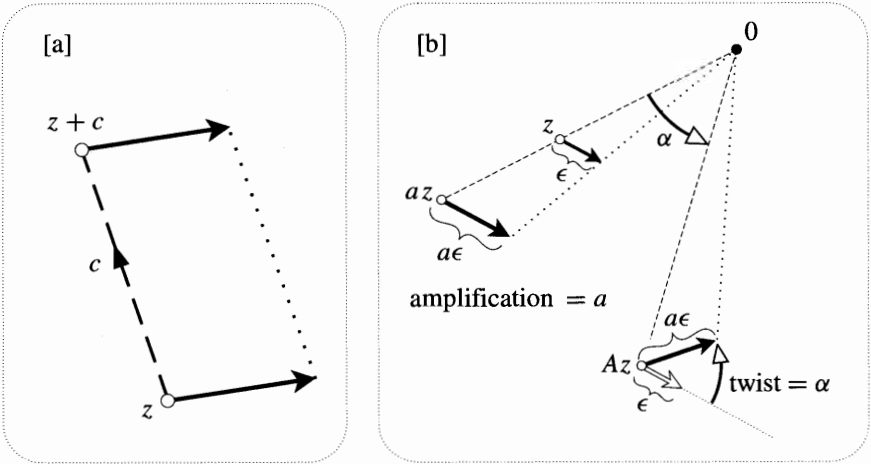 [a]
z + c
c
z
[b]
0
α
z
ϵ
az
aϵ
amplification = a
aϵ
Az
ϵ
twist = α